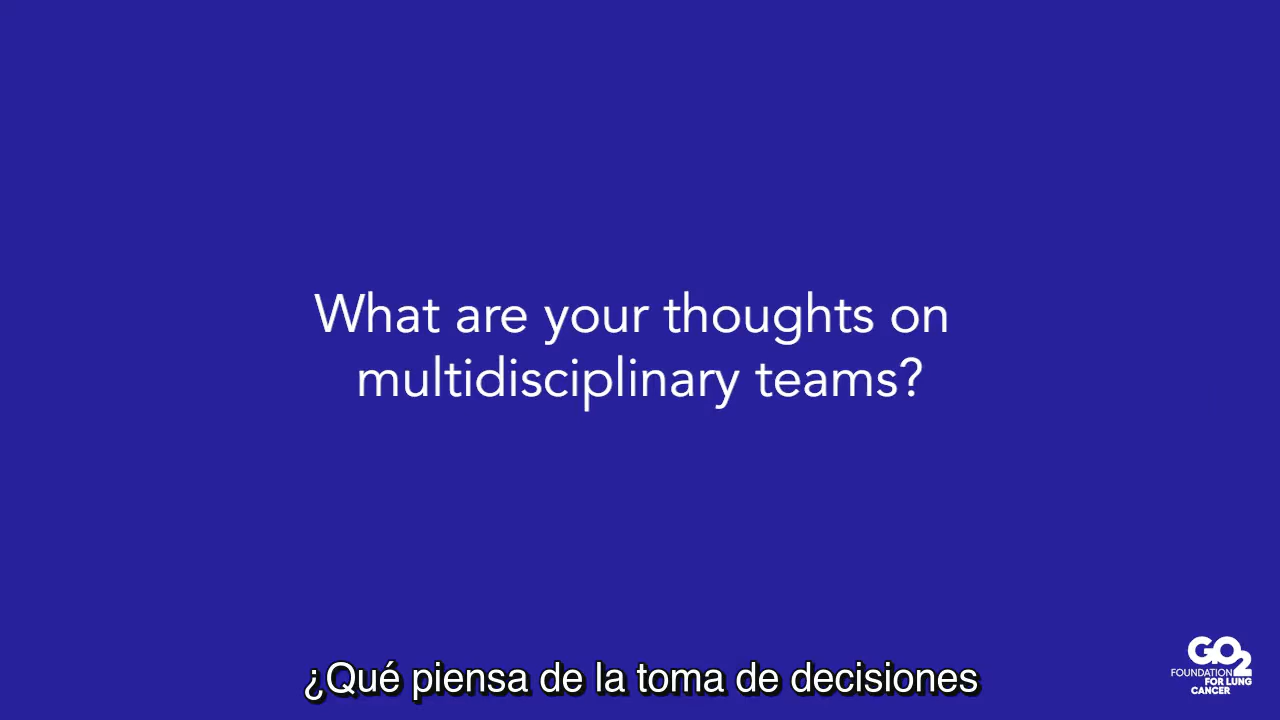 What are your thoughts on
multidisciplinary teams?
¿Qué piensa de la toma de decisiones
GO2
FOUNDATION
FOR LUNG
CANCER